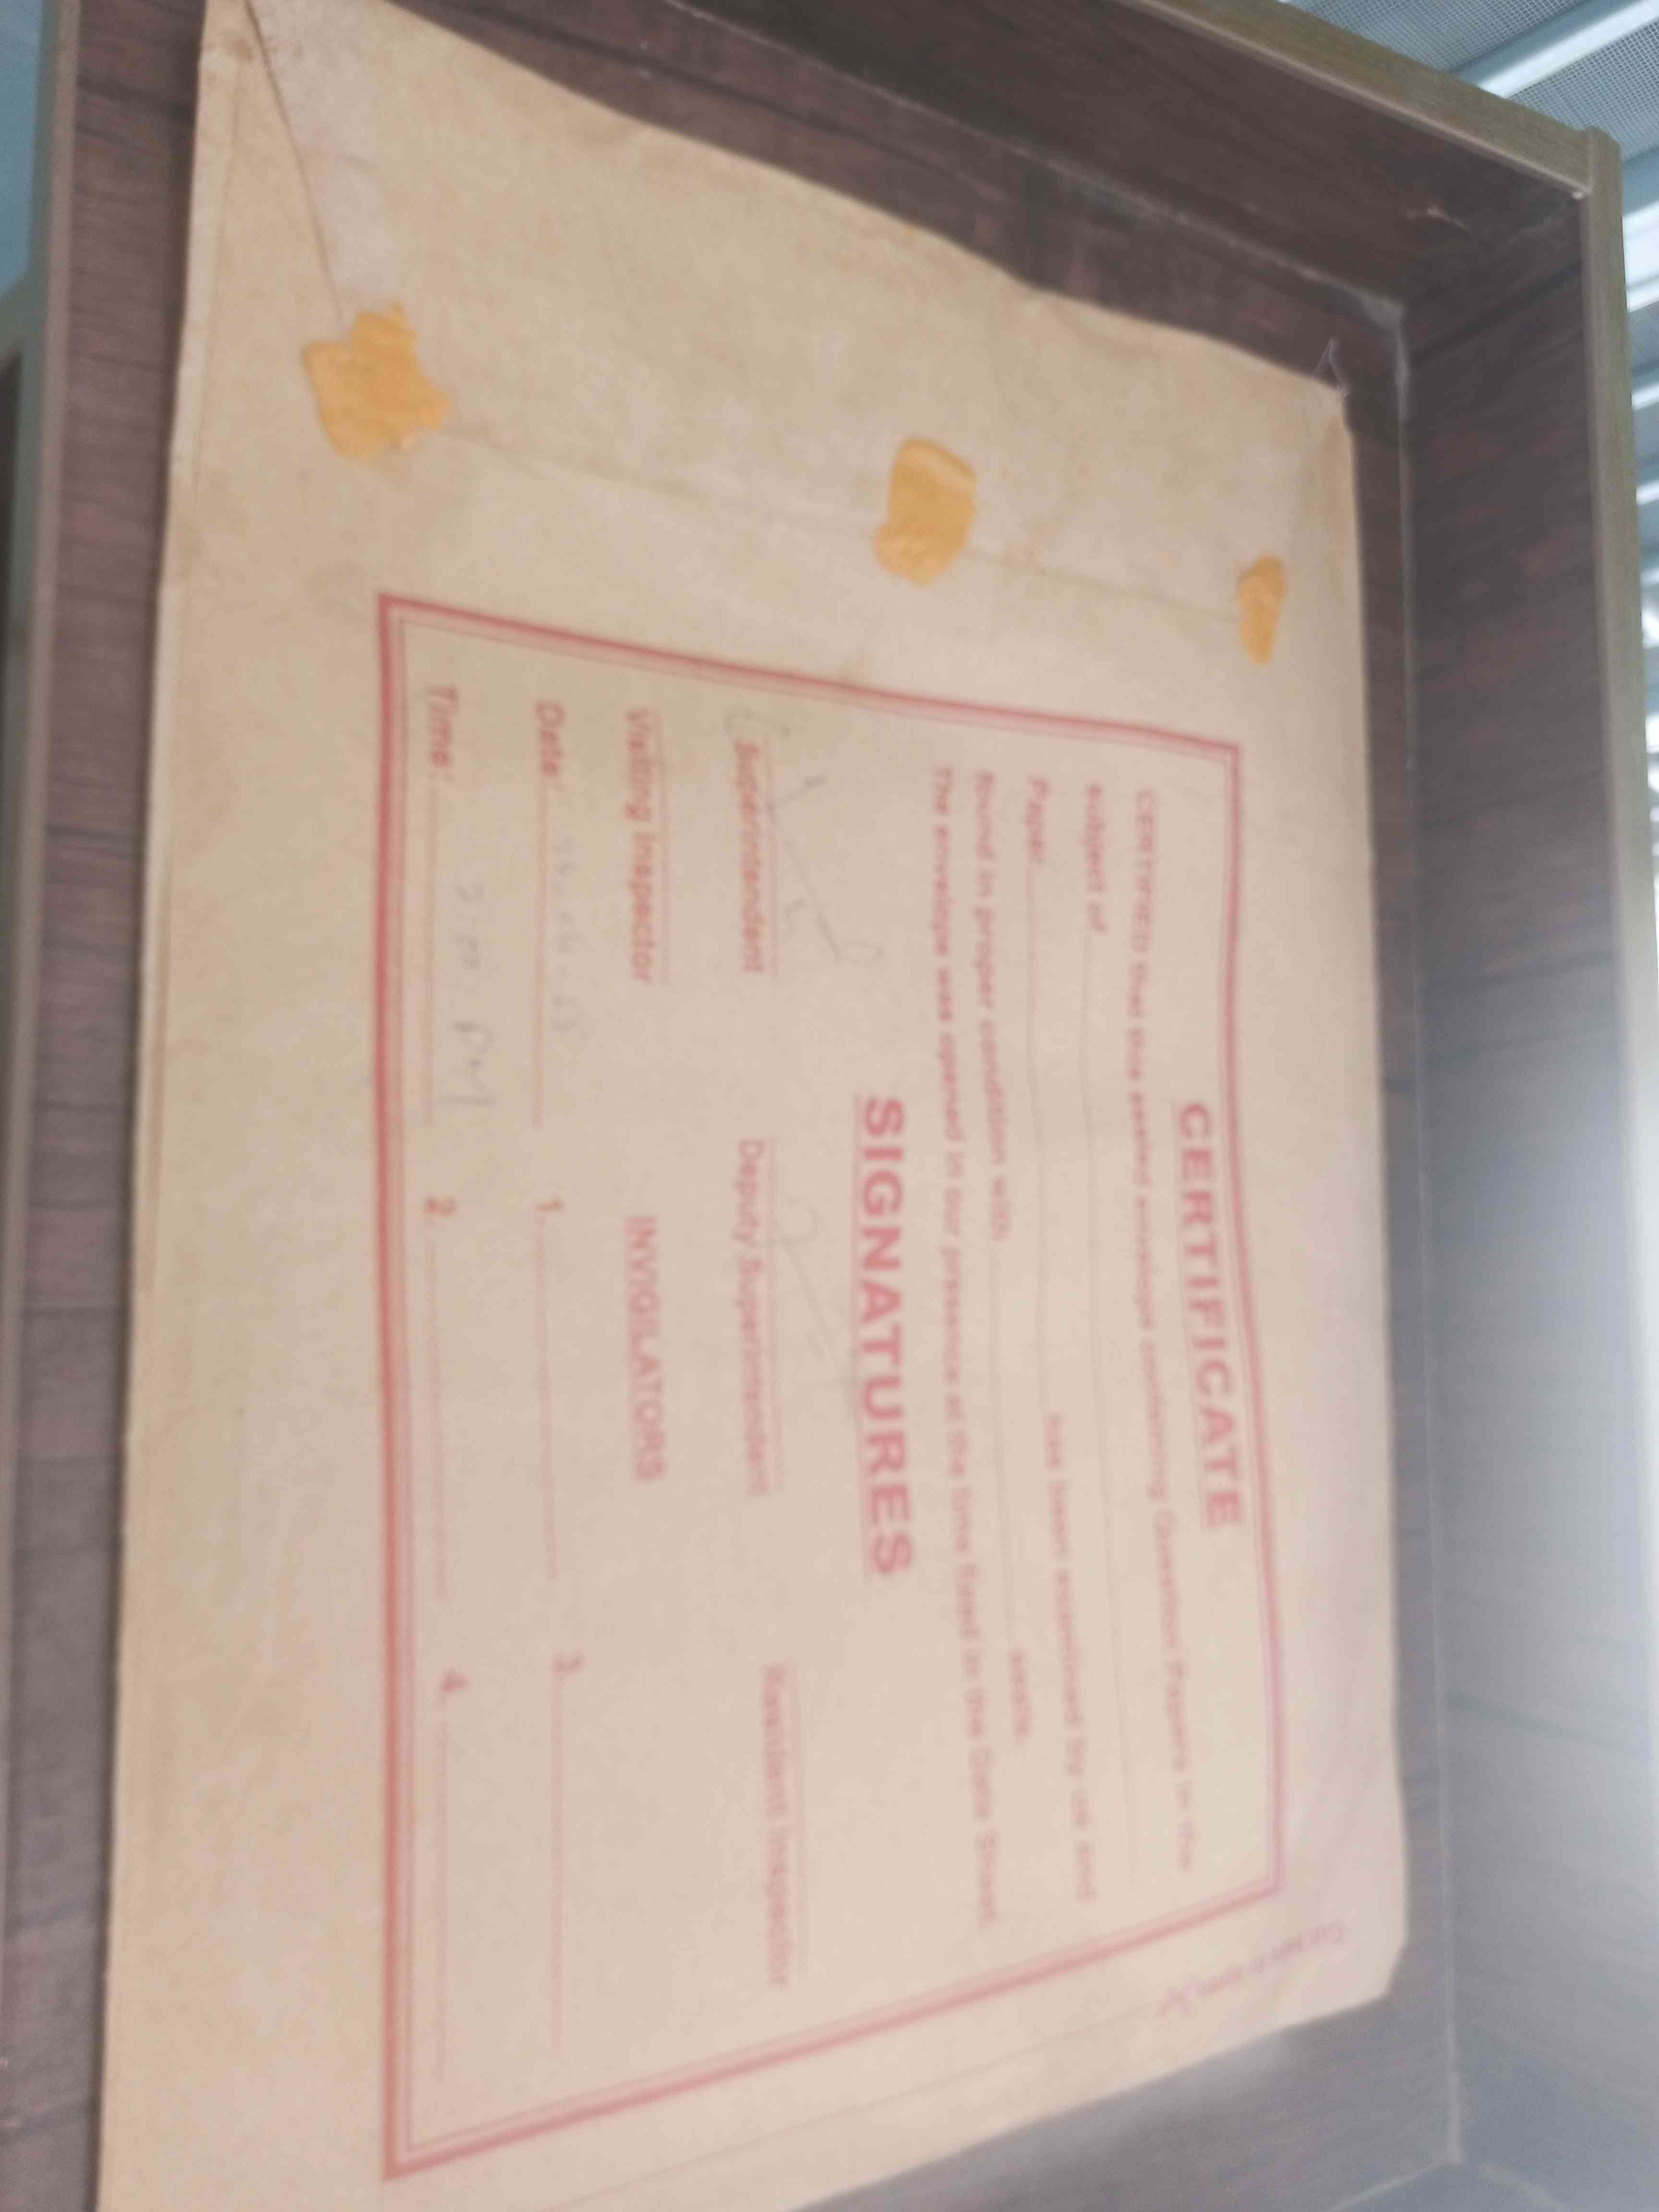 CERTIFICATE
CERTIFIED that this sealed envelope containing Question Papers in the
subject of
Paper has been examined by us and
found in proper condition with seals.
The envelope was opened in our presence at the time fixed in the Date Sheet.
SIGNATURES
Superintendent Deputy Superintendent Resident Inspector
Visiting Inspector INVIGILATORS
Date: 1. 3.
Time: PM 2. 4.